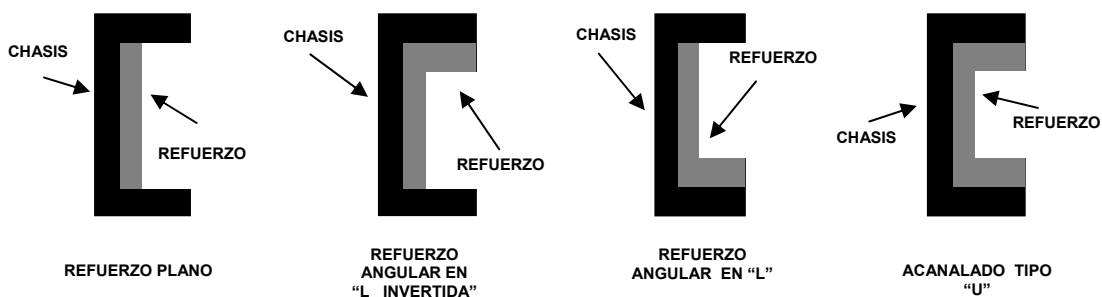 CHASIS
REFUERZO
REFUERZO PLANO
CHASIS
REFUERZO
REFUERZO
ANGULAR EN
“L INVERTIDA”
CHASIS
REFUERZO
REFUERZO
ANGULAR EN “L”
CHASIS
REFUERZO
ACANALADO TIPO
“U”